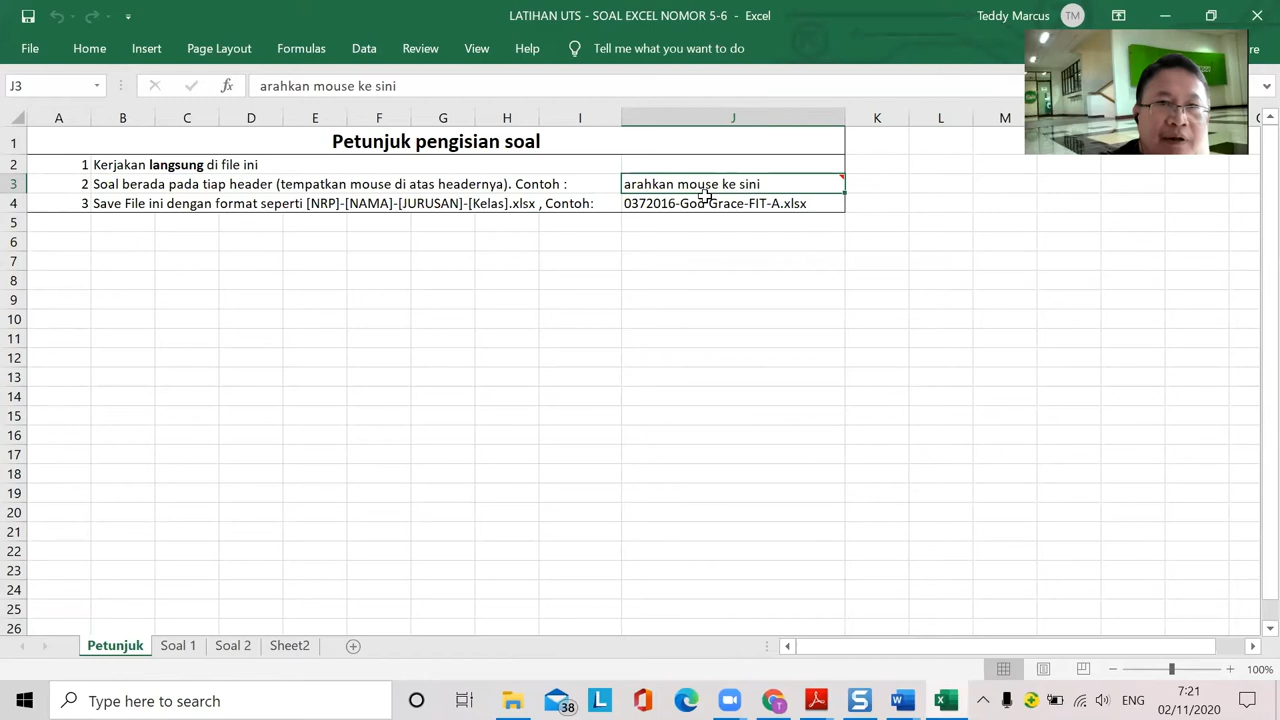 LATIHAN UTS - SOAL EXCEL NOMOR 5-6 - Excel
Teddy Marcus TM
File Home Insert Page Layout Formulas Data Review View Help Tell me what you want to do
J3 fx arahkan mouse ke sini
A B C D E F G H I J K L M
1 Petunjuk pengisian soal
2 1 Kerjakan langsung di file ini
3 2 Soal berada pada tiap header (tempatkan mouse di atas headernya). Contoh : arahkan mouse ke sini
4 3 Save File ini dengan format seperti [NRP]-[NAMA]-[JURUSAN]-[Kelas].xlsx , Contoh: 0372016-God Grace-FIT-A.xlsx
5
6
7
8
9
10
11
12
13
14
15
16
17
18
19
20
21
22
23
24
25
26
Petunjuk Soal 1 Soal 2 Sheet2
100%
Type here to search
38
ENG
7:21
02/11/2020